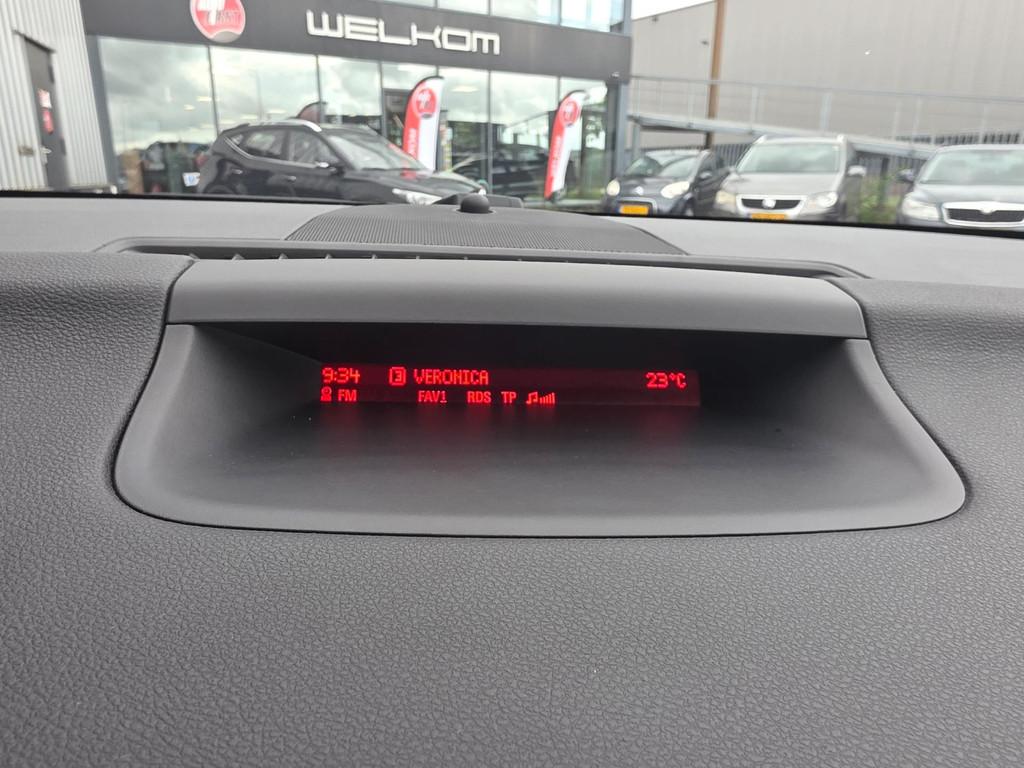 WELKOM
9:34 3 VERONICA 23°C
FM FAV1 RDS TP